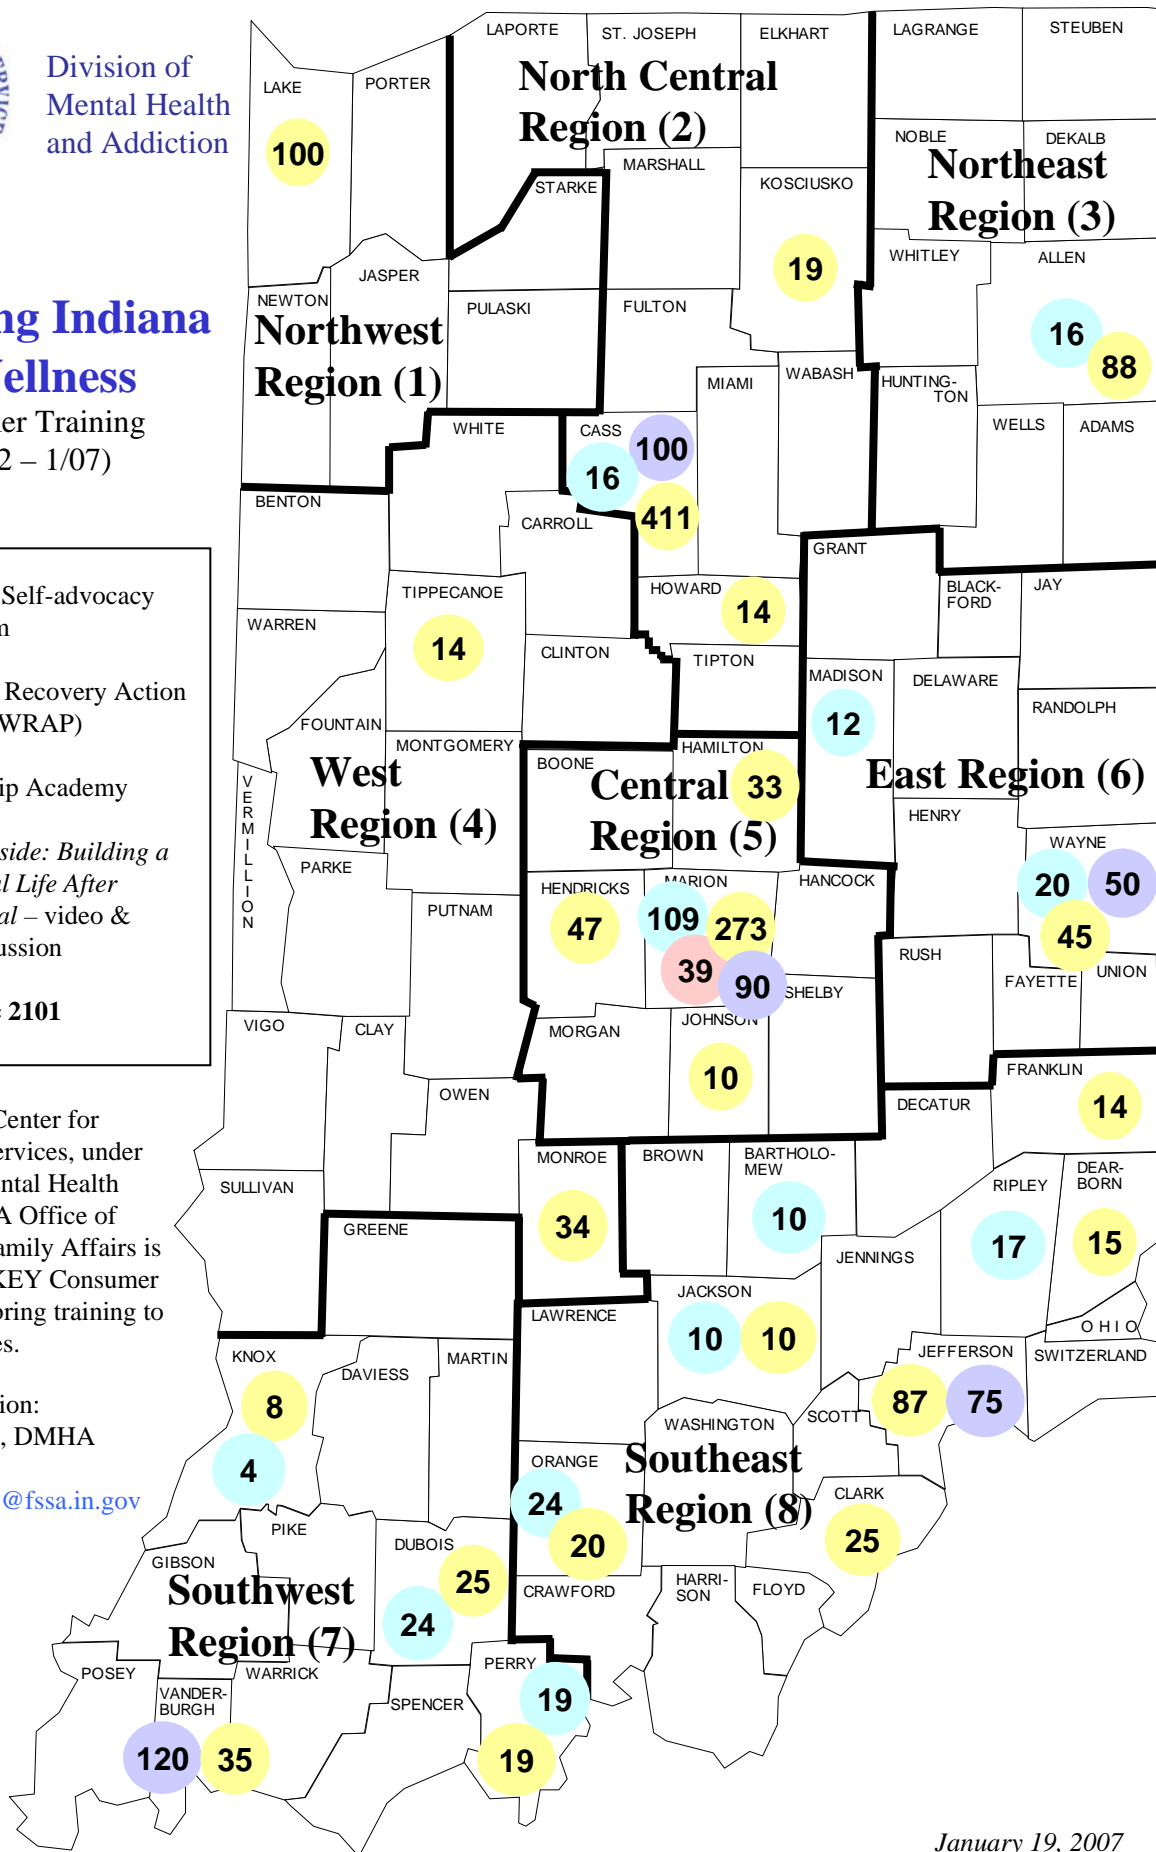 Division of
Mental Health
and Addiction
ng Indiana
Wellness
er Training
2 – 1/07)
Self-advocacy
Recovery Action
WRAP)
ip Academy
side: Building a
l Life After
al – video &
ussion
2101
Center for
ervices, under
ental Health
A Office of
amily Affairs is
KEY Consumer
oring training to
es.
ion:
, DMHA
@fssa.in.gov
North Central
Region (2)
Northeast
Region (3)
Northwest
Region (1)
West
Region (4)
Central
Region (5)
East Region (6)
Southwest
Region (7)
Southeast
Region (8)
LAKE
100
PORTER
LAPORTE
ST. JOSEPH
ELKHART
LAGRANGE
STEUBEN
NOBLE
DEKALB
MARSHALL
STARKE
KOSCIUSKO
19
WHITLEY
ALLEN
16
88
NEWTON
JASPER
PULASKI
FULTON
MIAMI
WABASH
HUNTING-
TON
WELLS
ADAMS
WHITE
CASS
100
16
411
BENTON
CARROLL
GRANT
BLACK-
FORD
JAY
TIPPECANOE
14
HOWARD
14
WARREN
CLINTON
TIPTON
MADISON
12
DELAWARE
RANDOLPH
FOUNTAIN
MONTGOMERY
BOONE
HAMILTON
33
VERMILLION
HENRY
PARKE
PUTNAM
HENDRICKS
47
MARION
109
273
39
90
HANCOCK
WAYNE
20
50
45
RUSH
FAYETTE
UNION
SHELBY
VIGO
CLAY
MORGAN
JOHNSON
10
OWEN
FRANKLIN
14
DECATUR
SULLIVAN
GREENE
MONROE
34
BROWN
BARTHOLO-
MEW
10
RIPLEY
17
DEAR-
BORN
15
JENNINGS
LAWRENCE
JACKSON
10
10
OHIO
JEFFERSON
87
75
SWITZERLAND
KNOX
8
4
DAVIESS
MARTIN
WASHINGTON
SCOTT
ORANGE
24
20
CLARK
25
PIKE
GIBSON
DUBOIS
25
24
CRAWFORD
HARRI-
SON
FLOYD
POSEY
VANDER-
BURGH
120
35
WARRICK
SPENCER
PERRY
19
19
January 19, 2007